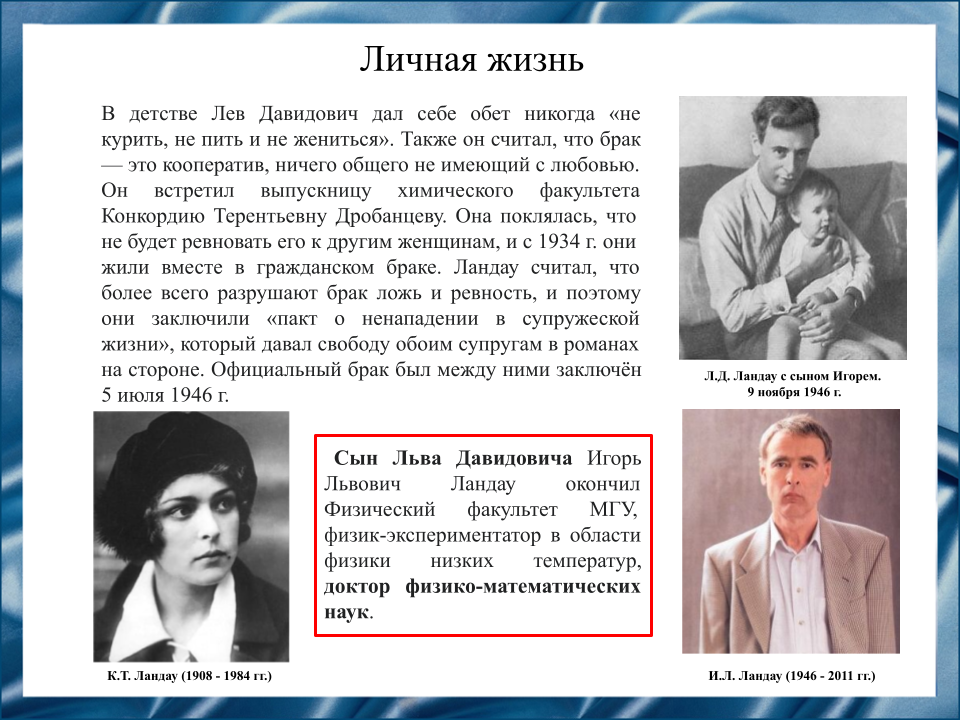 Личная жизнь
В детстве Лев Давидович дал себе обет никогда «не
курить, не пить и не жениться». Также он считал, что брак
— это кооператив, ничего общего не имеющий с любовью.
Он встретил выпускницу химического факультета
Конкордию Терентьевну Дробанцеву. Она поклялась, что
не будет ревновать его к другим женщинам, и с 1934 г. они
жили вместе в гражданском браке. Ландау считал, что
более всего разрушают брак ложь и ревность, и поэтому
они заключили «пакт о ненападении в супружеской
жизни», который давал свободу обоим супругам в романах
на стороне. Официальный брак был между ними заключён
5 июля 1946 г.
Л.Д. Ландау с сыном Игорем.
9 ноября 1946 г.
Сын Льва Давидовича Игорь
Львович Ландау окончил
Физический факультет МГУ,
физик-экспериментатор в области
физики низких температур,
доктор физико-математических
наук.
К.Т. Ландау (1908 - 1984 гг.)
И.Л. Ландау (1946 - 2011 гг.)